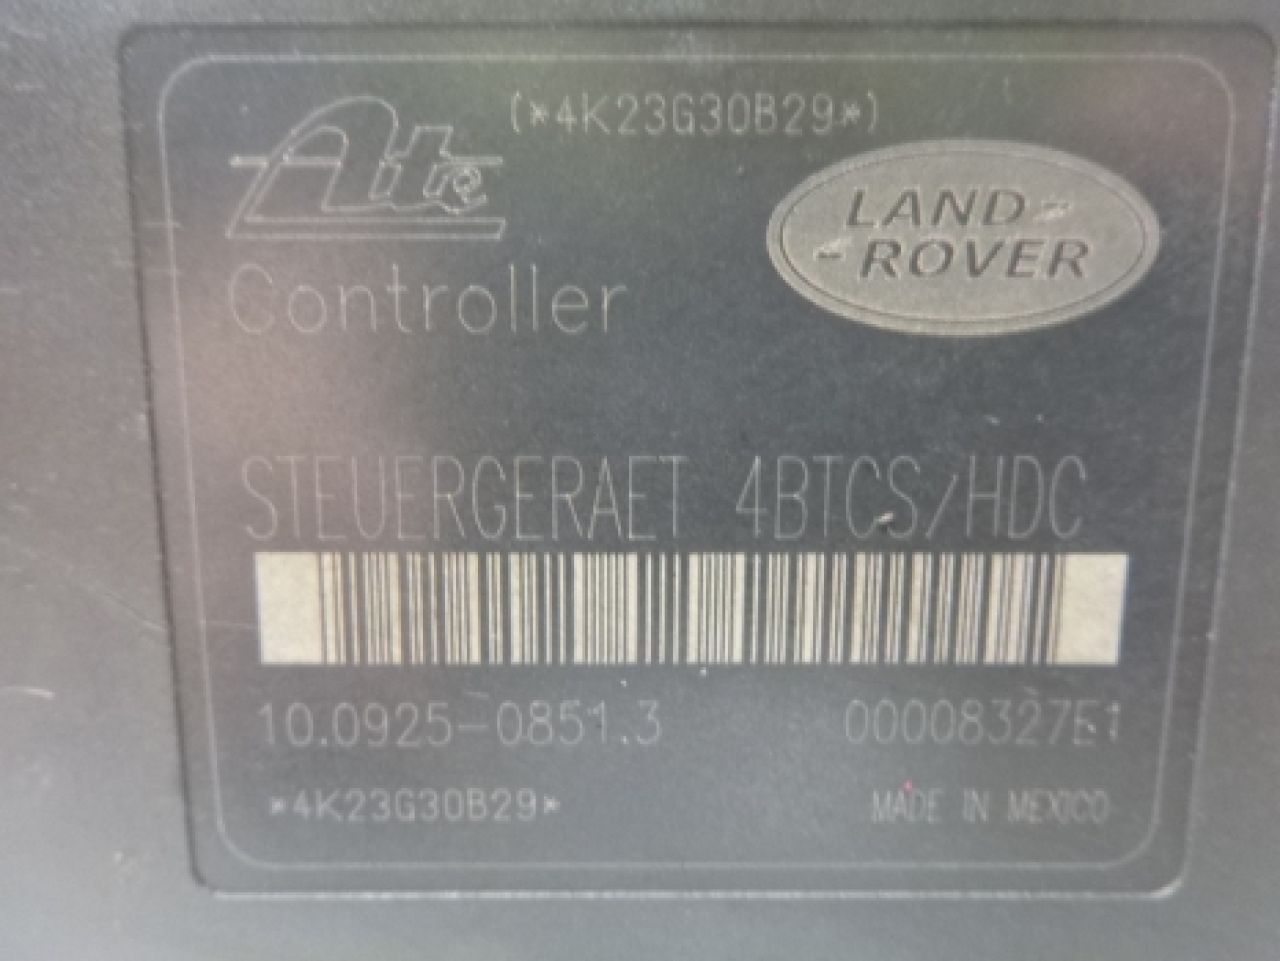 (*4K23G30B29*)
Ate
LAND
ROVER
Controller
STEUERGERAET 4BTCS/HDC
10.0925-0851.3 00008327E1
*4K23G30B29* MADE IN MEXICO